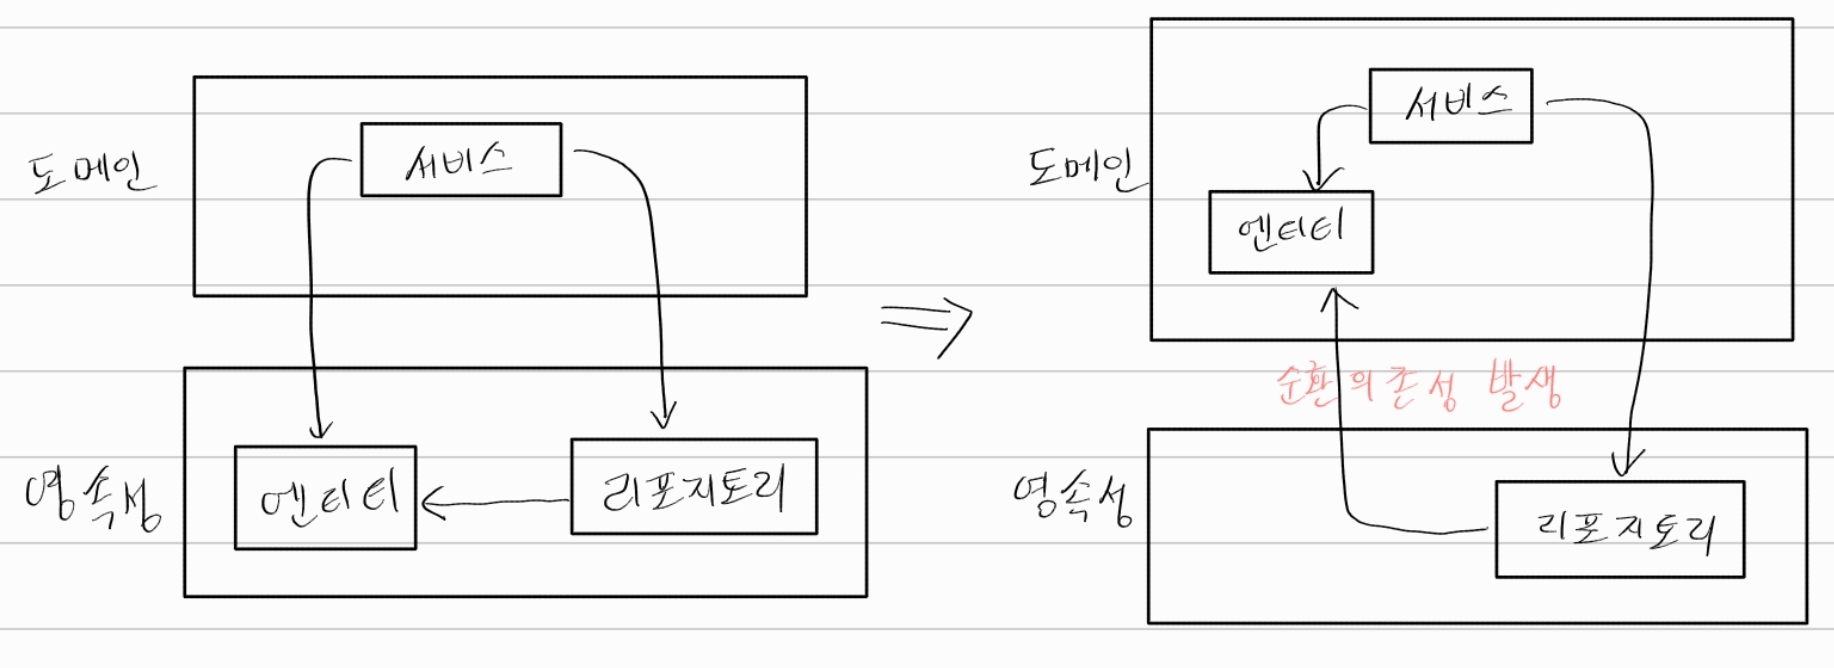 도메인
서비스
영속성
엔티티
리포지토리
도메인
서비스
엔티티
순환의존성 발생
영속성
리포지토리